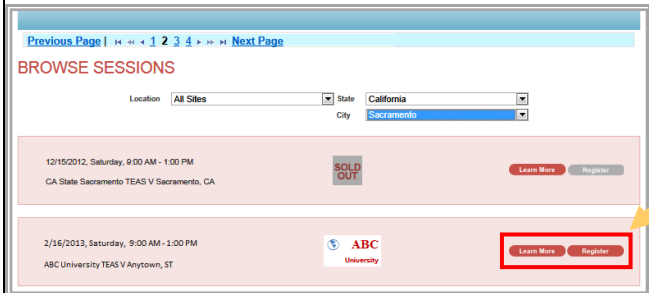 Previous Page | 1 2 3 4 Next Page
BROWSE SESSIONS
Location All Sites State California
City Sacramento
12/15/2012, Saturday, 9:00 AM - 1:00 PM
CA State Sacramento TEAS V Sacramento, CA
SOLD
OUT
Learn More Register
2/16/2013, Saturday, 9:00 AM - 1:00 PM
ABC University TEAS V Anytown, ST
ABC
University
Learn More Register